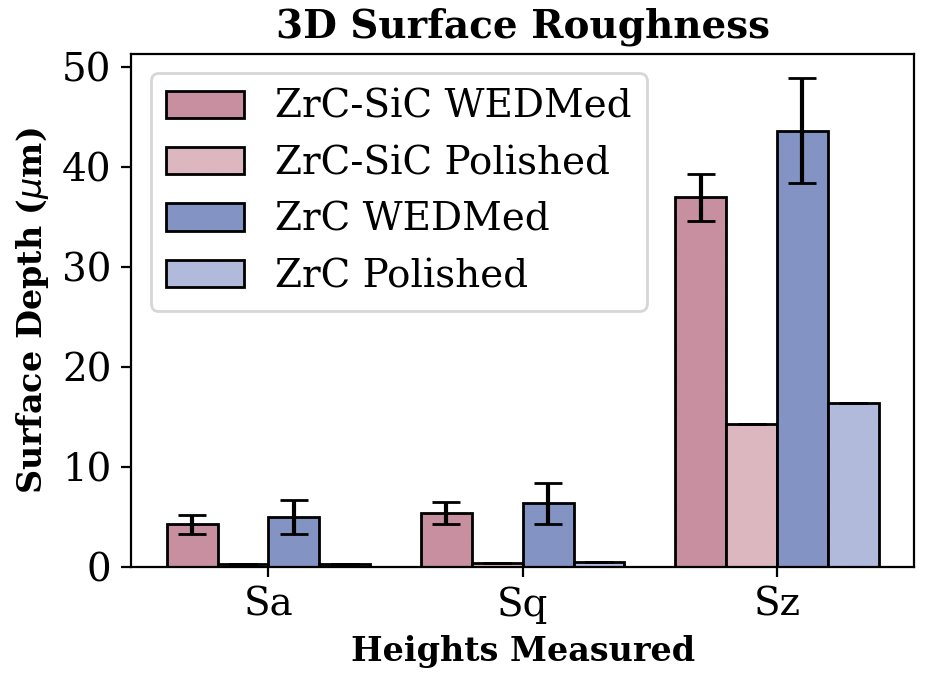 3D Surface Roughness
Surface Depth (μm)
50
40
30
20
10
0
ZrC-SiC WEDMed
ZrC-SiC Polished
ZrC WEDMed
ZrC Polished
Sa
Sq
Sz
Heights Measured